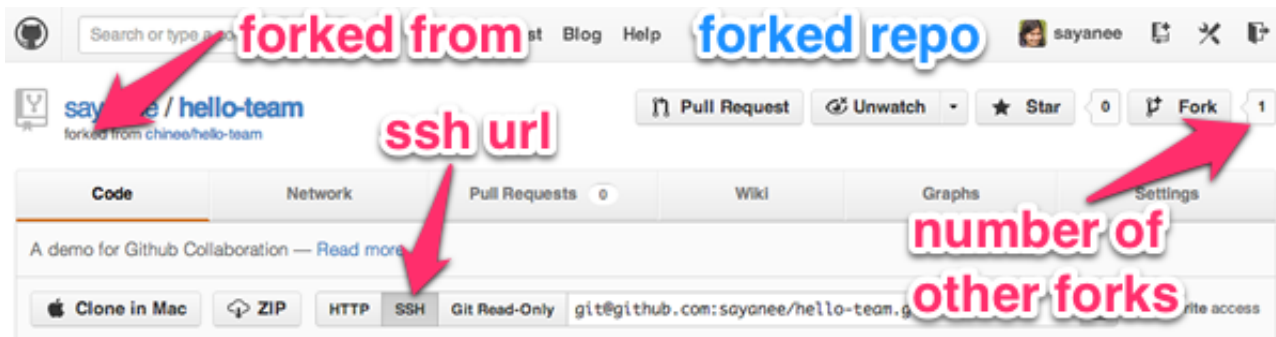 Search or type a
forked from
st Blog Help
forked repo
sayanee
sayanee / hello-team
forked from chinee/hello-team
Pull Request
Unwatch
Star 0
Fork 1
ssh url
Code Network Pull Requests 0 Wiki Graphs Settings
A demo for Github Collaboration — Read more
number of
other forks
Clone in Mac ZIP HTTP SSH Git Read-Only git@github.com:sayanee/hello-team.g access